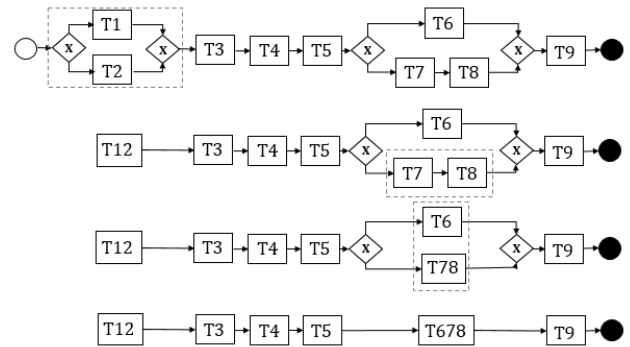 T1
T2
x x T3 T4 T5 x T6 x T9
T7 T8
T12 T3 T4 T5 x T6 x T9
T7 T8
T12 T3 T4 T5 x T6 x T9
T78
T12 T3 T4 T5 T678 T9